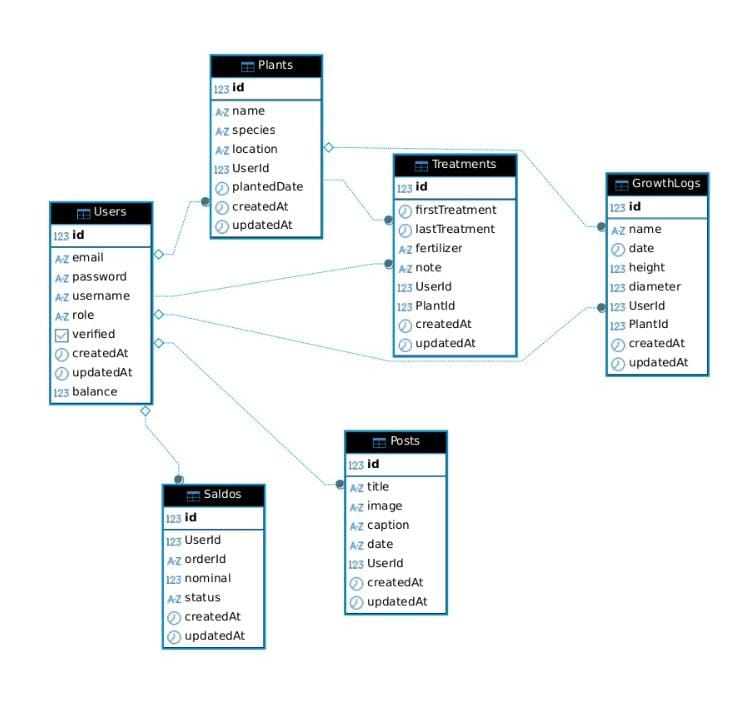 Plants
123 id
A-Z name
A-Z species
A-Z location
123 UserId
plantedDate
createdAt
updatedAt
Treatments
123 id
firstTreatment
lastTreatment
A-Z fertilizer
A-Z note
123 UserId
123 PlantId
createdAt
updatedAt
GrowthLogs
123 id
A-Z name
date
123 height
123 diameter
123 UserId
123 PlantId
createdAt
updatedAt
Users
123 id
A-Z email
A-Z password
A-Z username
A-Z role
verified
createdAt
updatedAt
123 balance
Saldos
123 id
123 UserId
A-Z orderId
123 nominal
A-Z status
createdAt
updatedAt
Posts
123 id
A-Z title
A-Z image
A-Z caption
A-Z date
123 UserId
createdAt
updatedAt